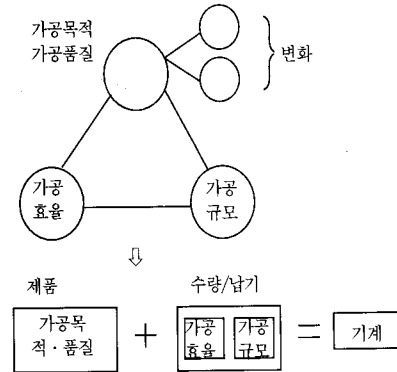 가공목적
가공품질
변화
가공
효율
가공
규모
⇩
제품
수량/납기
가공목
적·품질
+
가공
효율
가공
규모
=
기계